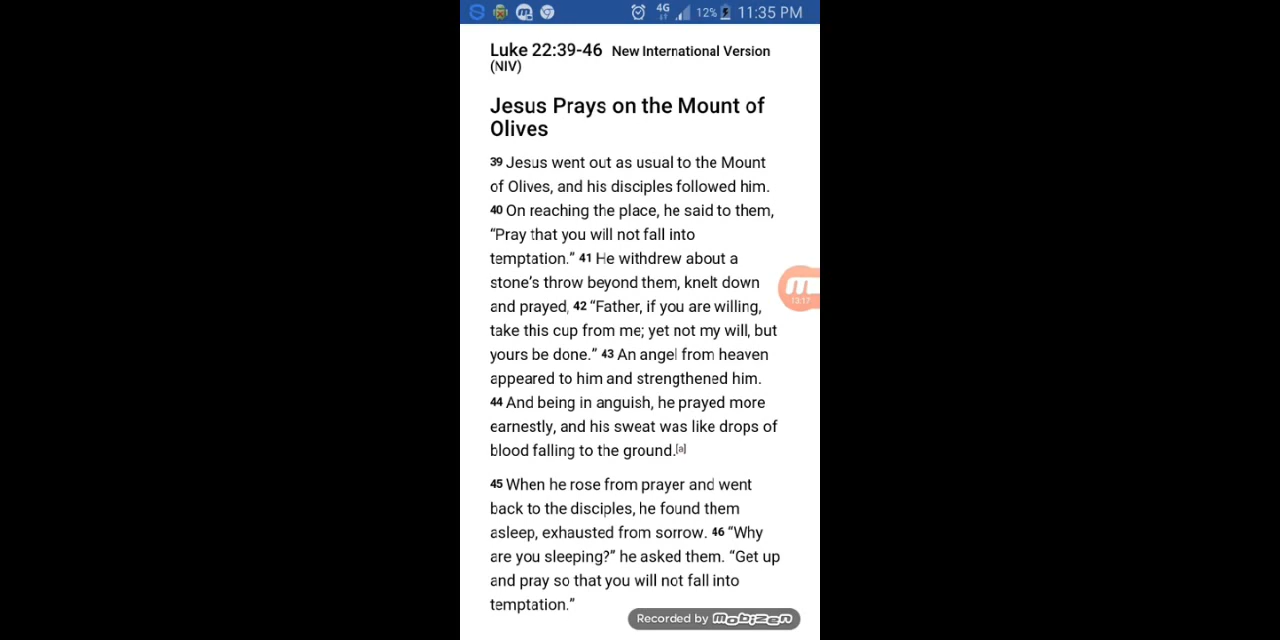 4G 12% 11:35 PM
Luke 22:39-46 New International Version
(NIV)
Jesus Prays on the Mount of
Olives
39 Jesus went out as usual to the Mount
of Olives, and his disciples followed him.
40 On reaching the place, he said to them,
“Pray that you will not fall into
temptation.” 41 He withdrew about a
stone’s throw beyond them, knelt down
and prayed, 42 “Father, if you are willing,
take this cup from me; yet not my will, but
yours be done.” 43 An angel from heaven
appeared to him and strengthened him.
44 And being in anguish, he prayed more
earnestly, and his sweat was like drops of
blood falling to the ground.[a]
m
13:17
45 When he rose from prayer and went
back to the disciples, he found them
asleep, exhausted from sorrow. 46 “Why
are you sleeping?” he asked them. “Get up
and pray so that you will not fall into
temptation.”
Recorded by mobizen